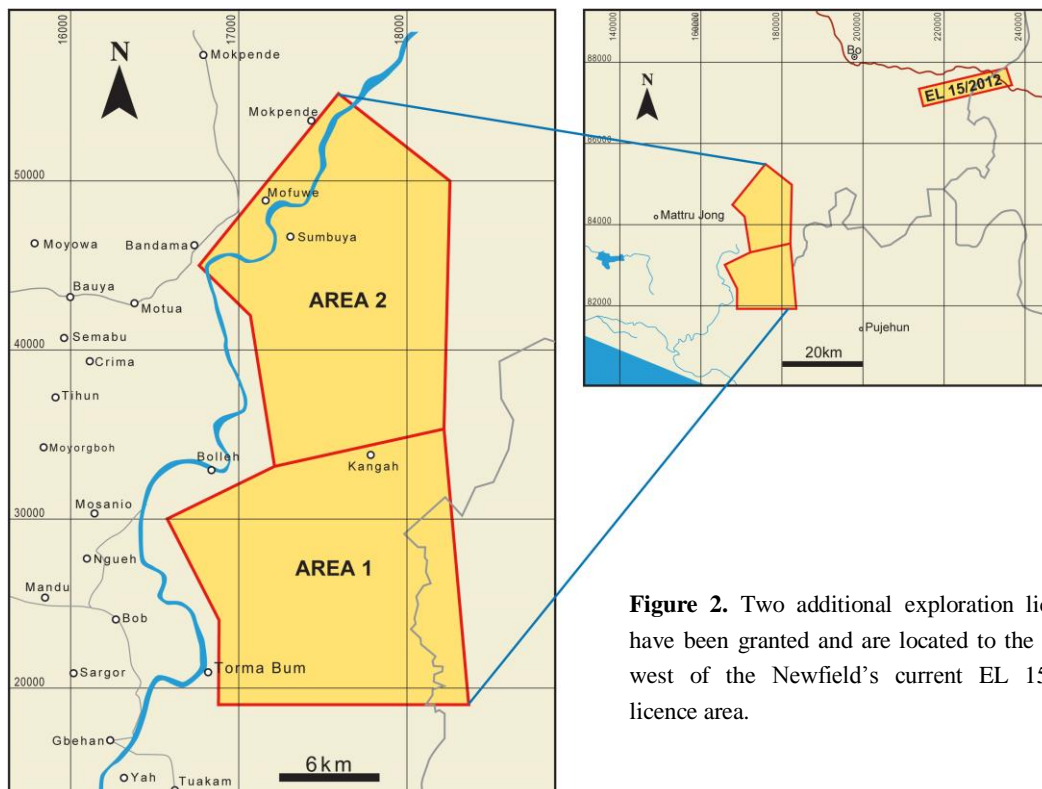 16000
17000
18000
N
Mokpende
Mokpende
50000
Mofuwe
Moyowa
Bandama
Sumbuya
Bauya
Motua
AREA 2
Semabu
40000
Crima
Tihun
Moyorgboh
Bolleh
Kangah
Mosanio
30000
Ngueh
AREA 1
Mandu
Bob
Sargor
Torma Bum
20000
Gbehan
Yah
Tuakam
6km
140000
160000
180000
200000
220000
240000
Bo
88000
EL 15/2012
N
86000
84000
Mattru Jong
82000
Pujehun
20km
Figure 2. Two additional exploration
have been granted and are located to the
west of the Newfield's current EL
licence area.